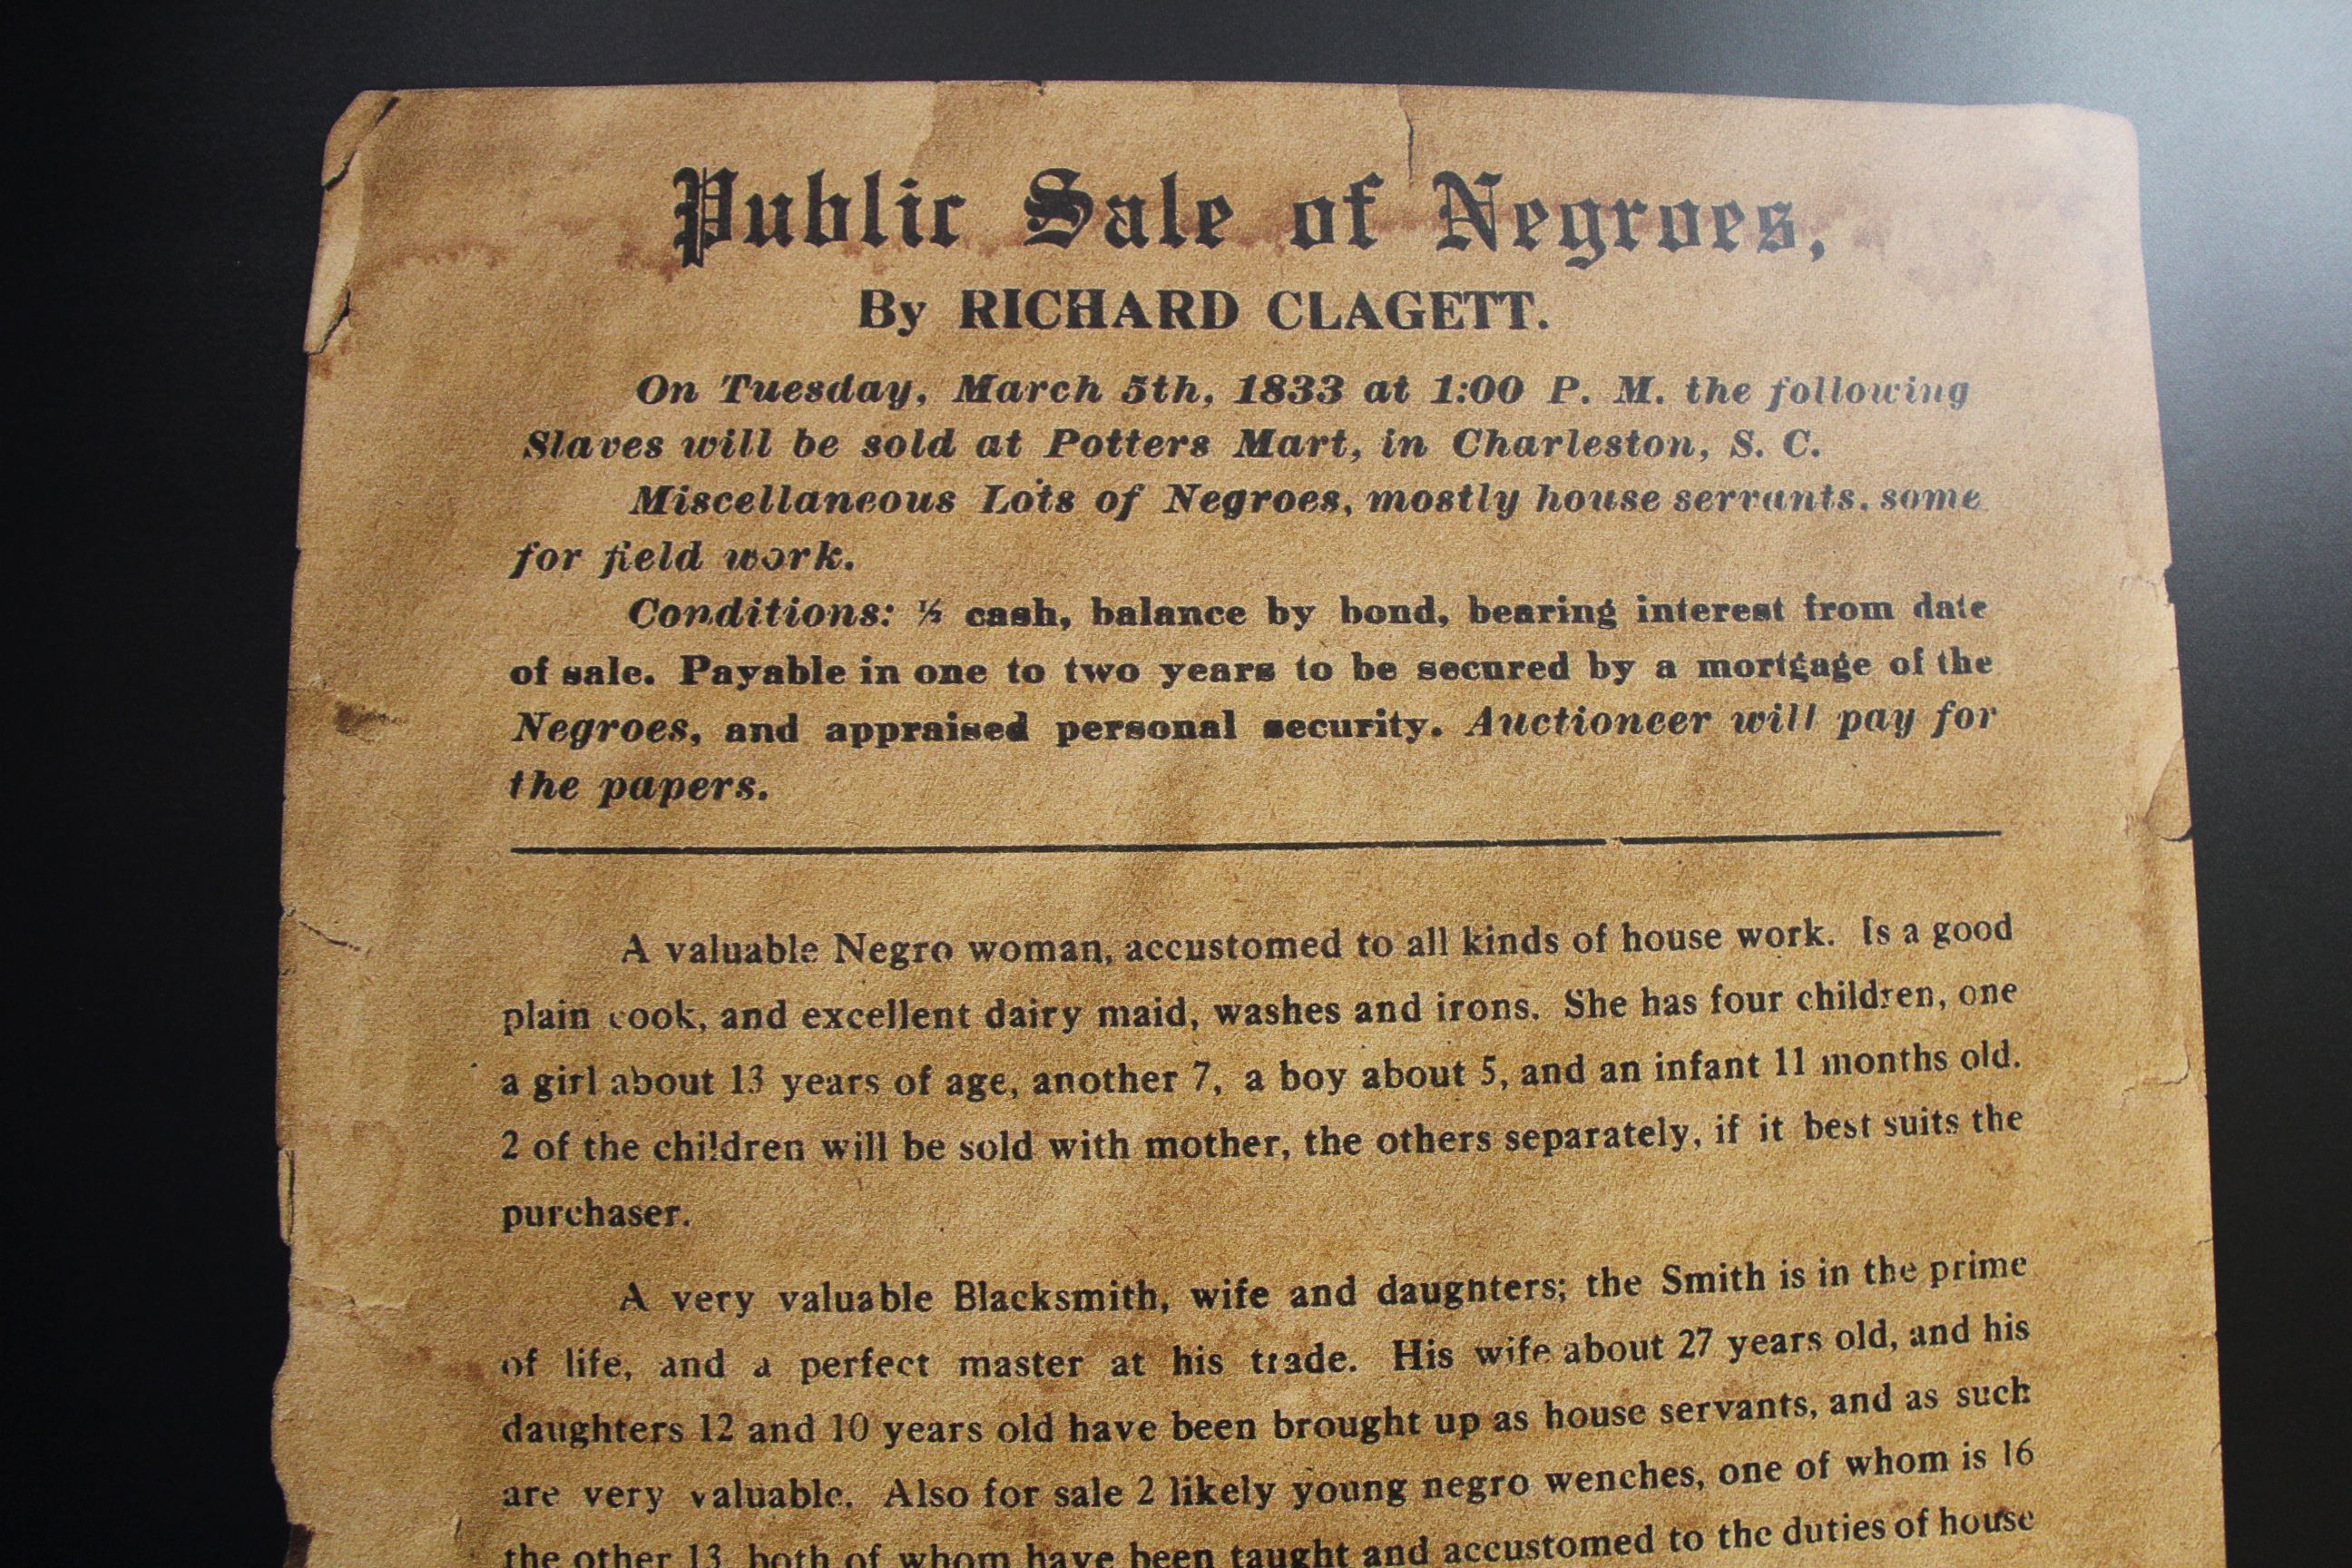 Public Sale of Negroes,
By RICHARD CLAGETT.
On Tuesday, March 5th, 1833 at 1:00 P. M. the following
Slaves will be sold at Potters Mart, in Charleston, S. C.
Miscellaneous Lots of Negroes, mostly house servants, some
for field work.
Conditions: ½ cash, balance by bond, bearing interest from date
of sale. Payable in one to two years to be secured by a mortgage of the
Negroes, and appraised personal security. Auctioneer will pay for
the papers.
A valuable Negro woman, accustomed to all kinds of house work. Is a good
plain cook, and excellent dairy maid, washes and irons. She has four children, one
a girl about 13 years of age, another 7, a boy about 5, and an infant 11 months old.
2 of the children will be sold with mother, the others separately, if it best suits the
purchaser.
A very valuable Blacksmith, wife and daughters; the Smith is in the prime
of life, and a perfect master at his trade. His wife about 27 years old, and his
daughters 12 and 10 years old have been brought up as house servants, and as such
are very valuable. Also for sale 2 likely young negro wenches, one of whom is 16
the other 13, both of whom have been taught and accustomed to the duties of house